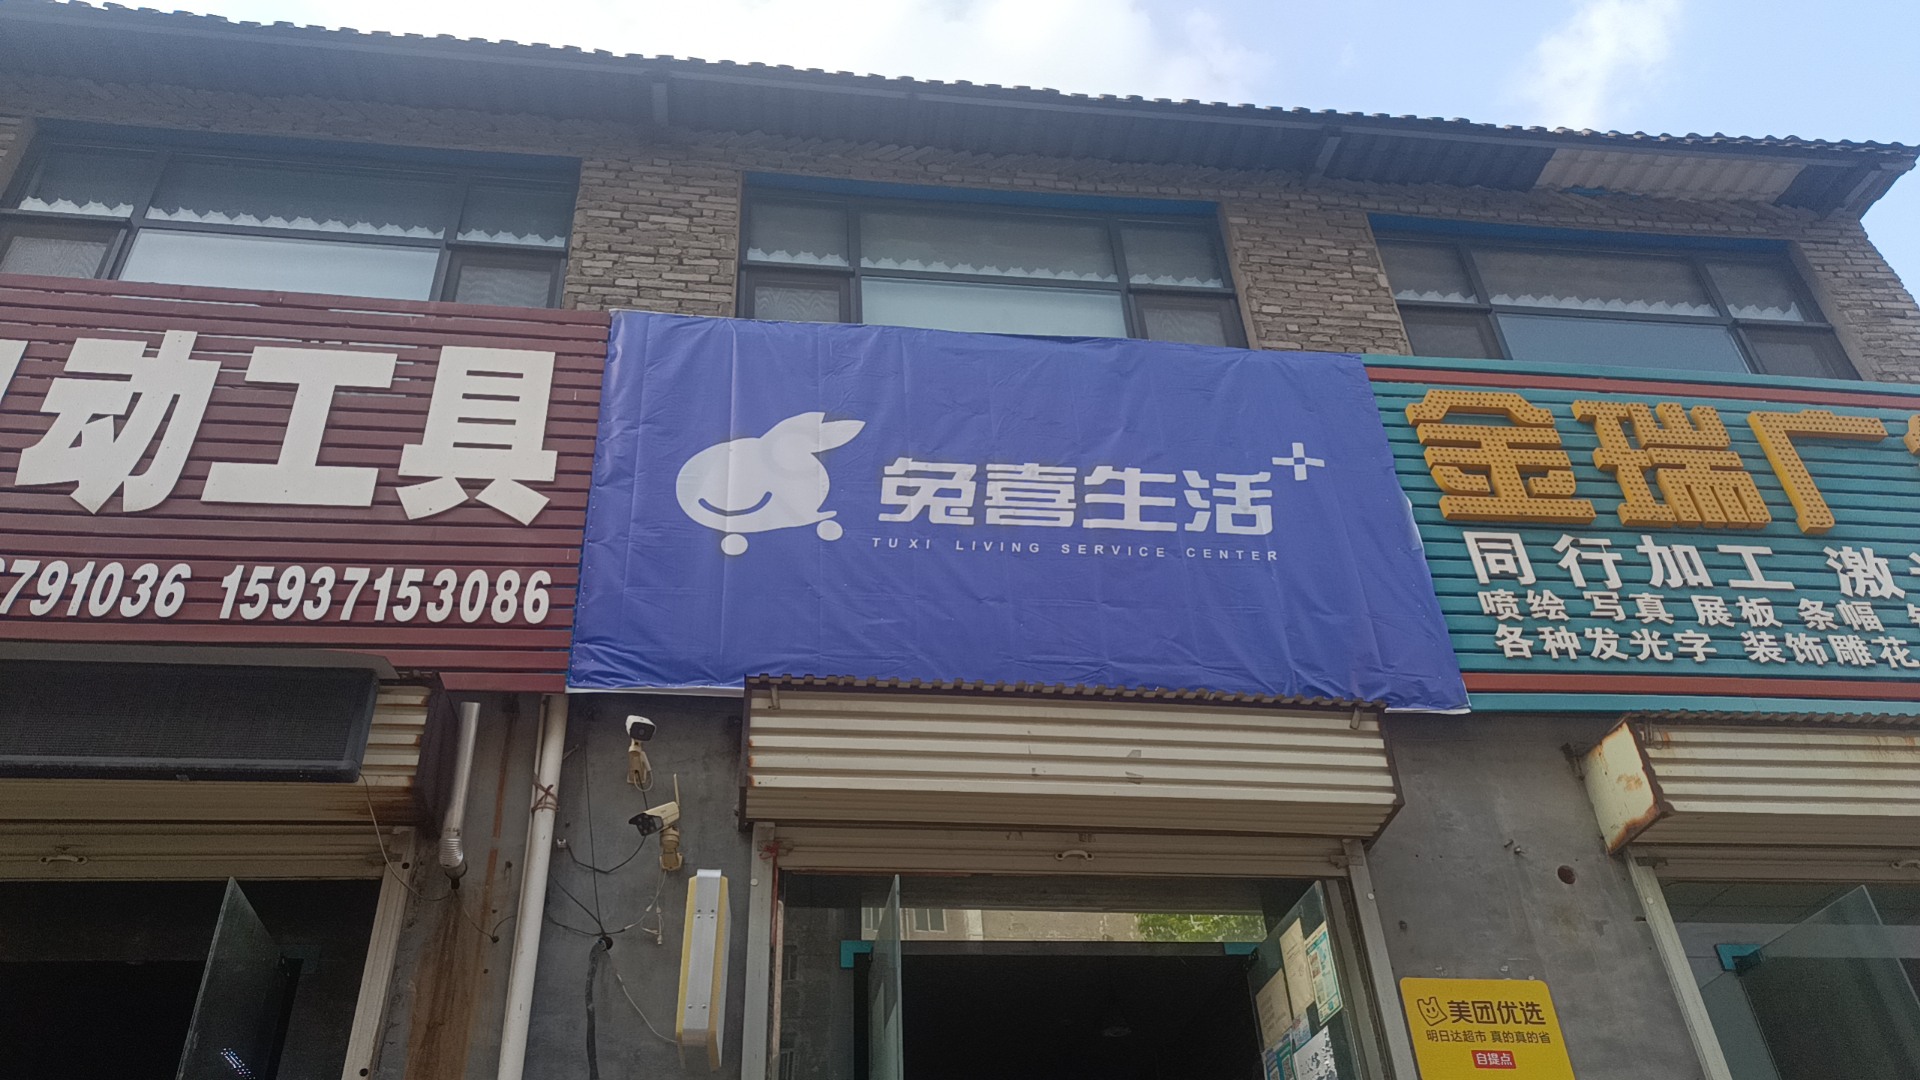 动工具
791036 15937153086
兔喜生活+
TUXI LIVING SERVICE CENTER
金瑞广
同行加工 激
喷绘 写真 展板 条幅
各种发光字 装饰雕花
美团优选
明日达超市 真的真的省
自提点